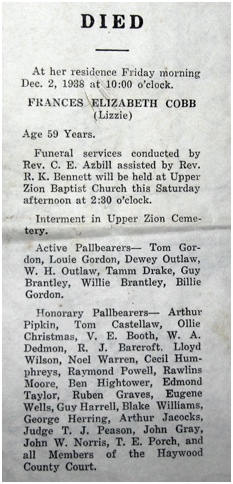 DIED
At her residence Friday morning
Dec. 2, 1938 at 10:00 o'clock.
FRANCES ELIZABETH COBB
(Lizzie)
Age 59 Years.
Funeral services conducted by
Rev. C. E. Azbill assisted by Rev.
R. K. Bennett will be held at Upper
Zion Baptist Church this Saturday
afternoon at 2:30 o'clock.
Interment in Upper Zion Ceme-
tery.
Active Pallbearers— Tom Gor-
don, Louie Gordon, Dewey Outlaw,
W. H. Outlaw, Tamm Drake, Guy
Brantley, Willie Brantley, Billie
Gordon.
Honorary Pallbearers— Arthur
Pipkin, Tom Castellaw, Ollie
Christmas, V. E. Booth, W. A.
Dedmon, R. J. Barcroft. Lloyd
Wilson, Noel Warren, Cecil Hum-
phreys, Raymond Powell, Rawlins
Moore, Ben Hightower, Edmond
Taylor, Ruben Graves, Eugene
Wells, Guy Harrell, Blake Williams,
George Herring, Arthur Jacocks,
Judge T. J. Peason, John Gray,
John W. Norris, T. E. Porch, and
all Members of the Haywood
County Court.